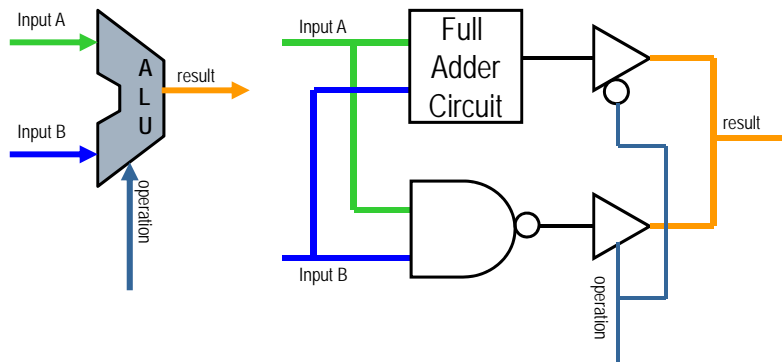 Input A
A
L
U
result
Input B
operation
Input A
Full
Adder
Circuit
result
Input B
operation